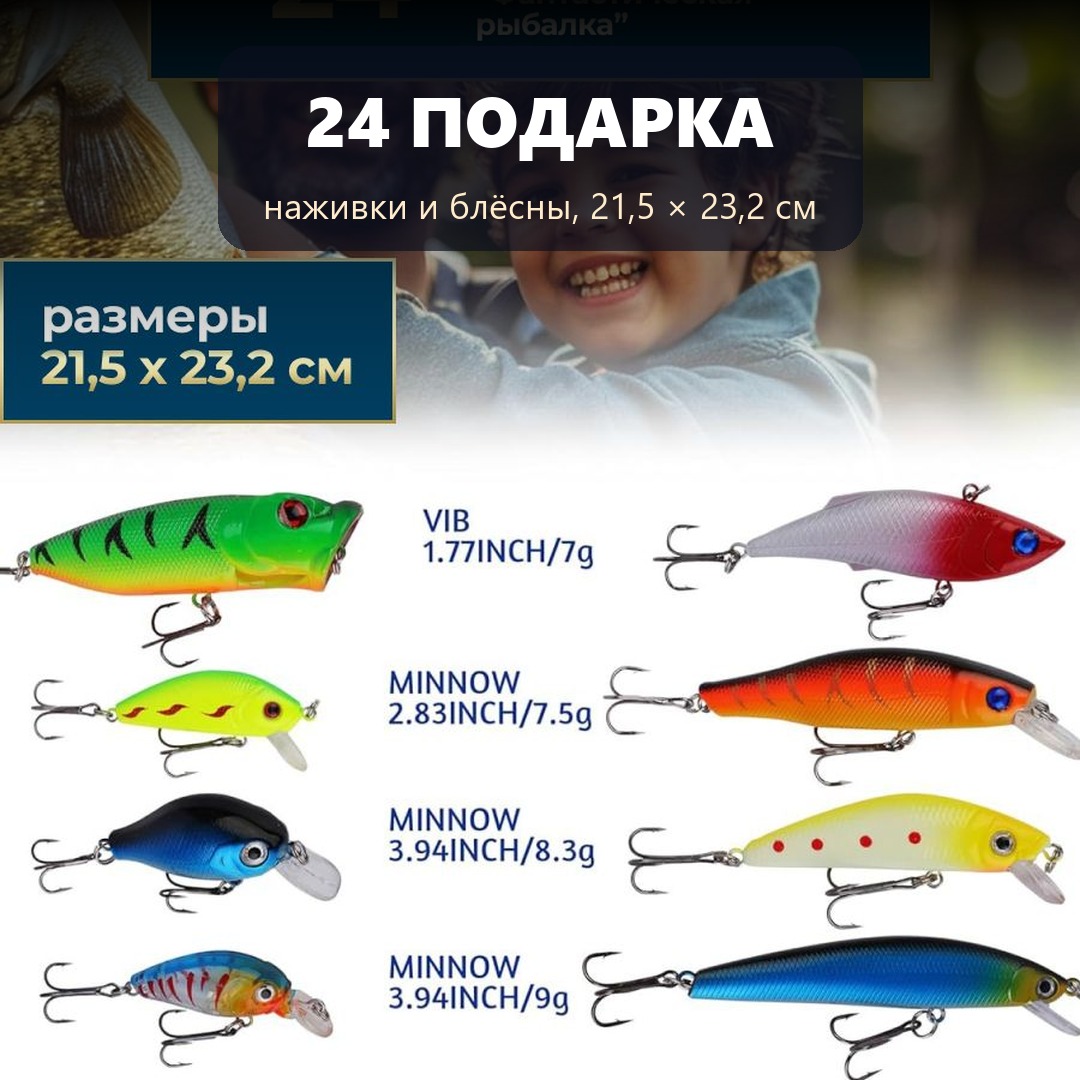 рыбалка”
24 ПОДАРКА
наживки и блёсны, 21,5 × 23,2 см
размеры
21,5 х 23,2 см
VIB
1.77INCH/7g
MINNOW
2.83INCH/7.5g
MINNOW
3.94INCH/8.3g
MINNOW
3.94INCH/9g